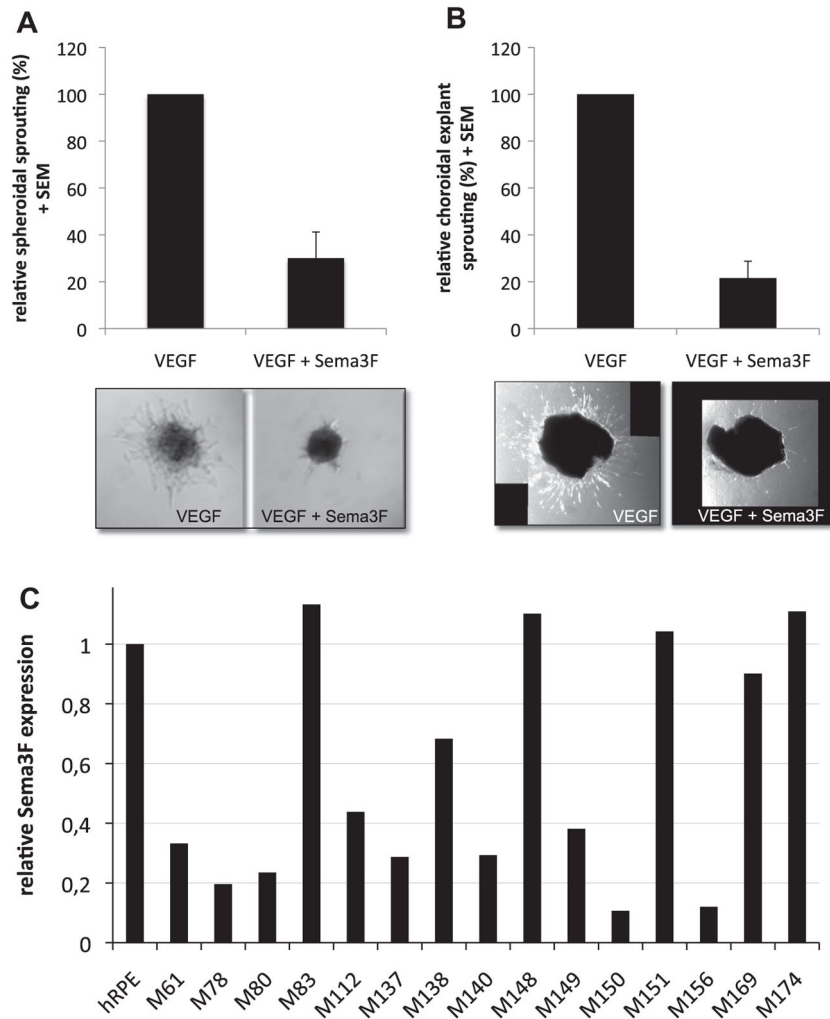 A
relative spheroidal sprouting (%)
+ SEM
120
100
80
60
40
20
0
VEGF
VEGF + Sema3F
VEGF
VEGF + Sema3F
B
relative choroidal explant
sprouting (%) + SEM
120
100
80
60
40
20
0
VEGF
VEGF + Sema3F
VEGF
VEGF + Sema3F
C
relative Sema3F expression
1
0,8
0,6
0,4
0,2
0
hRPE
M61
M78
M80
M83
M112
M137
M138
M140
M148
M149
M150
M151
M156
M169
M174